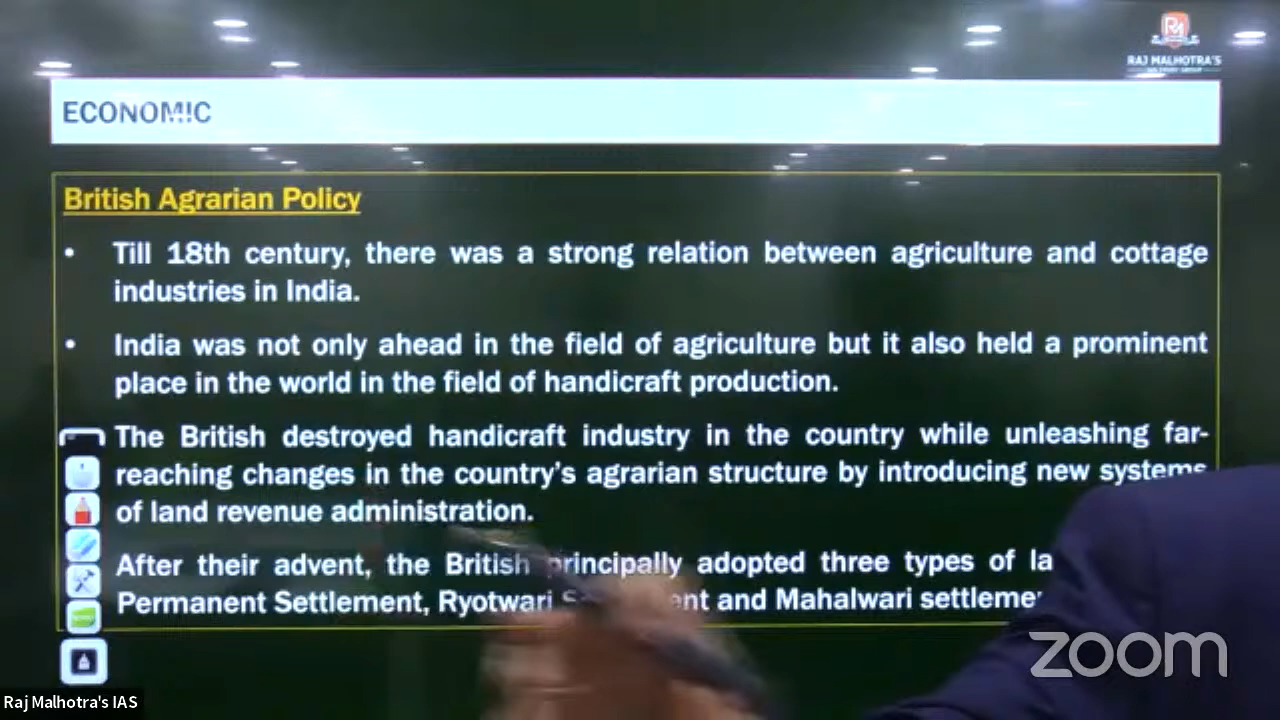 RAJ MALHOTRA'S
ECONOMIC
British Agrarian Policy
• Till 18th century, there was a strong relation between agriculture and cottage
industries in India.
• India was not only ahead in the field of agriculture but it also held a prominent
place in the world in the field of handicraft production.
The British destroyed handicraft industry in the country while unleashing far-
reaching changes in the country's agrarian structure by introducing new systems
of land revenue administration.
After their advent, the British principally adopted three types of
Permanent Settlement, Ryotwari and Mahalwari
zoom
Raj Malhotra's IAS